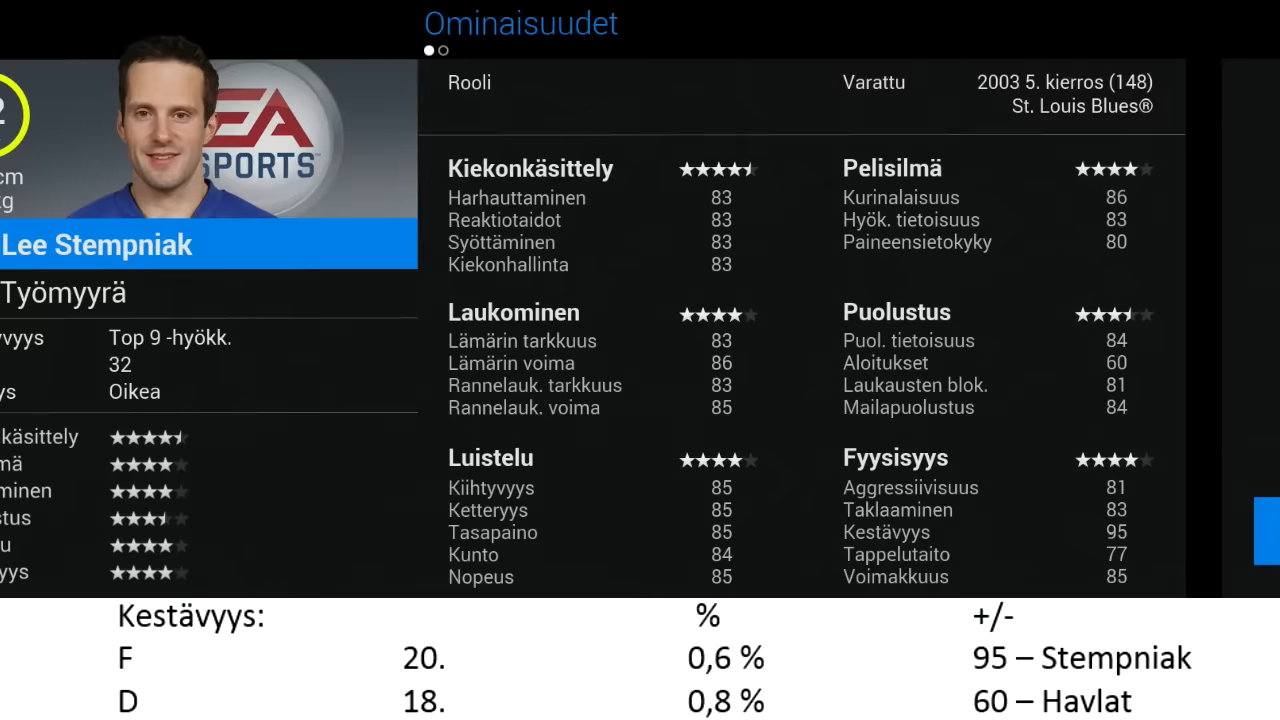 Ominaisuudet
2
cm
g
EA
SPORTS
Lee Stempniak
Työmyyrä
vyys Top 9 -hyökk.
32
ys Oikea
käsittely
mä
minen
stus
u
yys
Rooli
Varattu 2003 5. kierros (148)
St. Louis Blues®
Kiekonkäsittely
Harhauttaminen 83
Reaktiotaidot 83
Syöttäminen 83
Kiekonhallinta 83
Pelisilmä
Kurinalaisuus 86
Hyök. tietoisuus 83
Paineensietokyky 80
Laukominen
Lämärin tarkkuus 83
Lämärin voima 86
Rannelauk. tarkkuus 83
Rannelauk. voima 85
Puolustus
Puol. tietoisuus 84
Aloitukset 60
Laukausten blok. 81
Mailapuolustus 84
Luistelu
Kiihtyvyys 85
Ketteryys 85
Tasapaino 85
Kunto 84
Nopeus 85
Fyysisyys
Aggressiivisuus 81
Taklaaminen 83
Kestävyys 95
Tappelutaito 77
Voimakkuus 85
Kestävyys: % +/-
F 20. 0,6 % 95 – Stempniak
D 18. 0,8 % 60 – Havlat